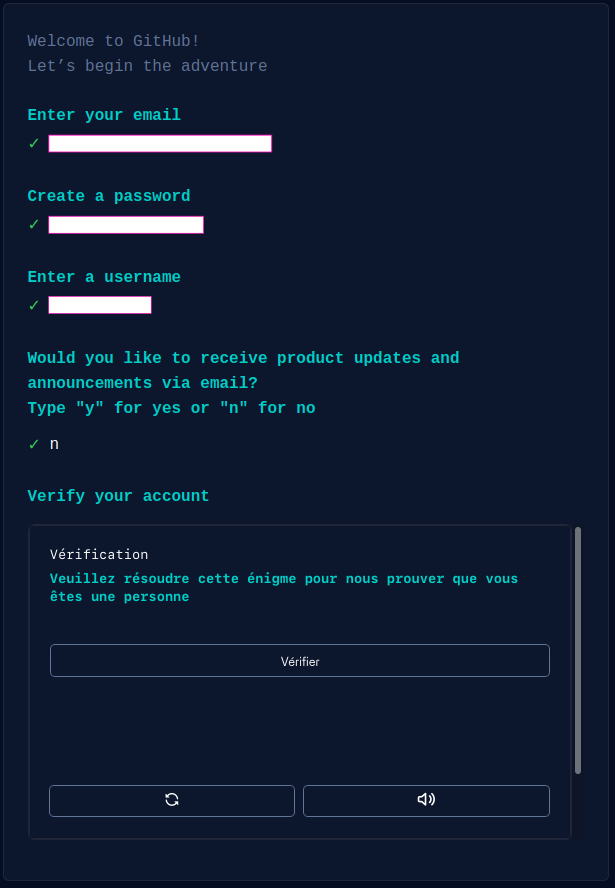 Welcome to GitHub!
Let’s begin the adventure
Enter your email
✓
Create a password
✓
Enter a username
✓
Would you like to receive product updates and
announcements via email?
Type "y" for yes or "n" for no
✓ n
Verify your account
Vérification
Veuillez résoudre cette énigme pour nous prouver que vous
êtes une personne
Vérifier